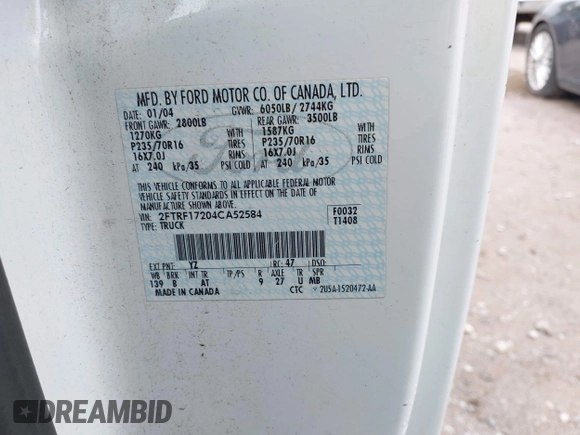 MFD. BY FORD MOTOR CO. OF CANADA, LTD.
DATE: 01/04 GVWR: 6050LB/ 2744KG
FRONT GAWR: 2800LB REAR GAWR: 3500LB
1270KG WITH 1587KG WITH
P235/70R16 TIRES P235/70R16 TIRES
16X7.0J RIMS 16X7.0J RIMS
AT 240 kPa/35 PSI COLD AT 240 kPa/35 PSI COLD
THIS VEHICLE CONFORMS TO ALL APPLICABLE FEDERAL MOTOR
VEHICLE SAFETY STANDARDS IN EFFECT ON THE DATE OF
MANUFACTURE SHOWN ABOVE.
VIN: 2FTRF17204CA52584 F0032
TYPE: TRUCK T1408
EXT PNT: YZ RC: 47 DSO:
WB BRK INT TR TP/PS R AXLE TR SPR
139 B AT 9 27 U MB
MADE IN CANADA CTC 2U5A-1520472-AA
Ford
DREAMBID